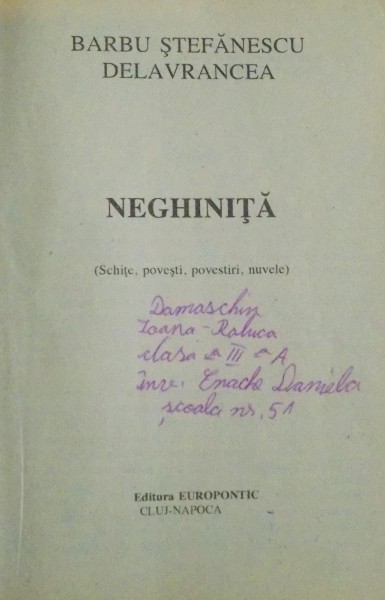 BARBU ŞTEFĂNESCU
DELAVRANCEA
NEGHINIŢĂ
(Schiţe, poveşti, povestiri, nuvele)
Damaschin
Ioana-Raluca
clasa a III a A
Înv. Enache Daniela
școala nr. 51
Editura EUROPONTIC
CLUJ-NAPOCA